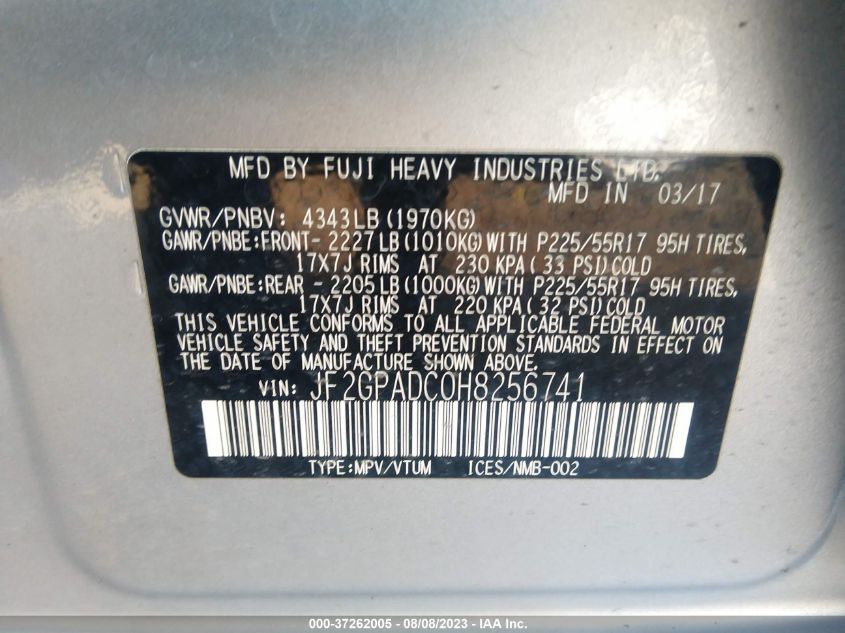 MFD BY FUJI HEAVY INDUSTRIES LTD.
MFD IN 03/17
GVWR/PNBV: 4343LB (1970KG)
GAWR/PNBE:FRONT- 2227 LB (1010KG) WITH P225/55R17 95H TIRES,
17X7J RIMS AT 230 KPA ( 33 PSI) COLD
GAWR/PNBE:REAR - 2205 LB (1000KG) WITH P225/55R17 95H TIRES,
17X7J RIMS AT 220 KPA ( 32 PSI) COLD
THIS VEHICLE CONFORMS TO ALL APPLICABLE FEDERAL MOTOR
VEHICLE SAFETY AND THEFT PREVENTION STANDARDS IN EFFECT ON
THE DATE OF MANUFACTURE SHOWN ABOVE.
VIN: JF2GPADC0H8256741
TYPE:MPV/VTUM ICES/NMB-002
000-37262005 - 08/08/2023 - IAA Inc.